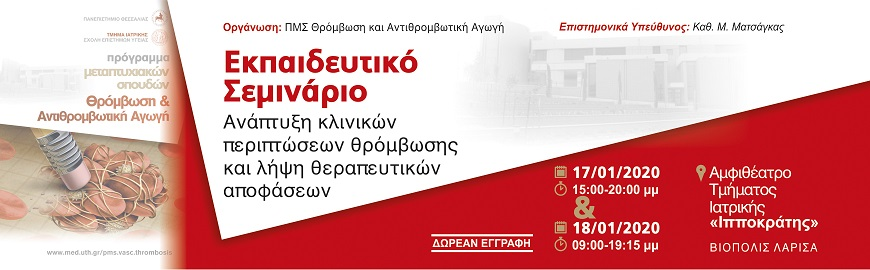 ΠΑΝΕΠΙΣΤΗΜΙΟ ΘΕΣΣΑΛΙΑΣ
ΤΜΗΜΑ ΙΑΤΡΙΚΗΣ
ΣΧΟΛΗ ΕΠΙΣΤΗΜΩΝ ΥΓΕΙΑΣ
πρόγραμμα
μεταπτυχιακών
σπουδών
Θρόμβωση &
Αντιθρομβωτική Αγωγή
www.med.uth.gr/pms.vasc.thrombosis
Οργάνωση: ΠΜΣ Θρόμβωση και Αντιθρομβωτική Αγωγή
Επιστημονικά Υπεύθυνος: Καθ. Μ. Ματσάγκας
Εκπαιδευτικό
Σεμινάριο
Ανάπτυξη κλινικών
περιπτώσεων θρόμβωσης
και λήψη θεραπευτικών
αποφάσεων
ΔΩΡΕΑΝ ΕΓΓΡΑΦΗ
17/01/2020
15:00-20:00 μμ
&
18/01/2020
09:00-19:15 μμ
Αμφιθέατρο
Τμήματος
Ιατρικής
«Ιπποκράτης»
ΒΙΟΠΟΛΙΣ ΛΑΡΙΣΑ